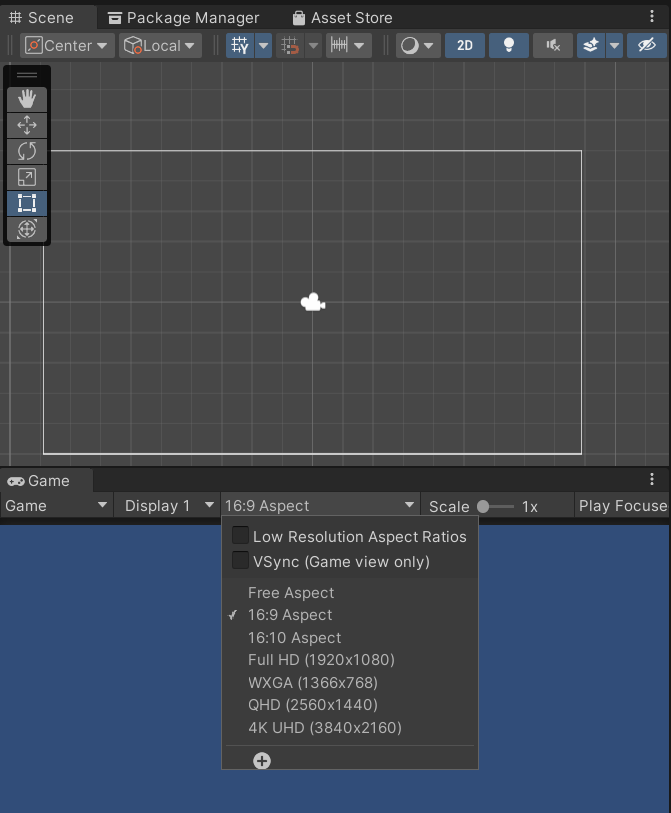 Scene Package Manager Asset Store
Center Local Y 2D
Game
Game Display 1 16:9 Aspect Scale 1x Play Focuse
Low Resolution Aspect Ratios
VSync (Game view only)
Free Aspect
16:9 Aspect
16:10 Aspect
Full HD (1920x1080)
WXGA (1366x768)
QHD (2560x1440)
4K UHD (3840x2160)